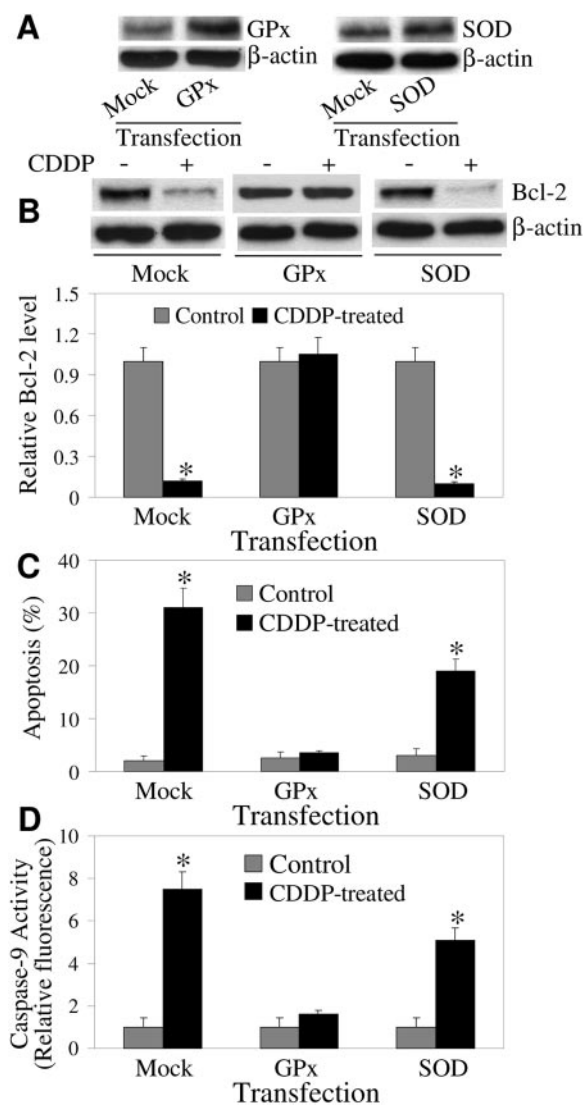 A
GPx SOD
β-actin β-actin
Mock GPx Mock SOD
Transfection Transfection
CDDP - + - + - +
B Bcl-2
β-actin
Mock GPx SOD
1.5
Control CDDP-treated
1.2
0.9
0.6
0.3
0
Relative Bcl-2 level
* *
Mock GPx SOD
Transfection
C
40
30
20
10
0
Apoptosis (%)
Control
CDDP-treated
* *
Mock GPx SOD
Transfection
D
10
8
6
4
2
0
Caspase-9 Activity
(Relative fluorescence)
Control
CDDP-treated
* *
Mock GPx SOD
Transfection